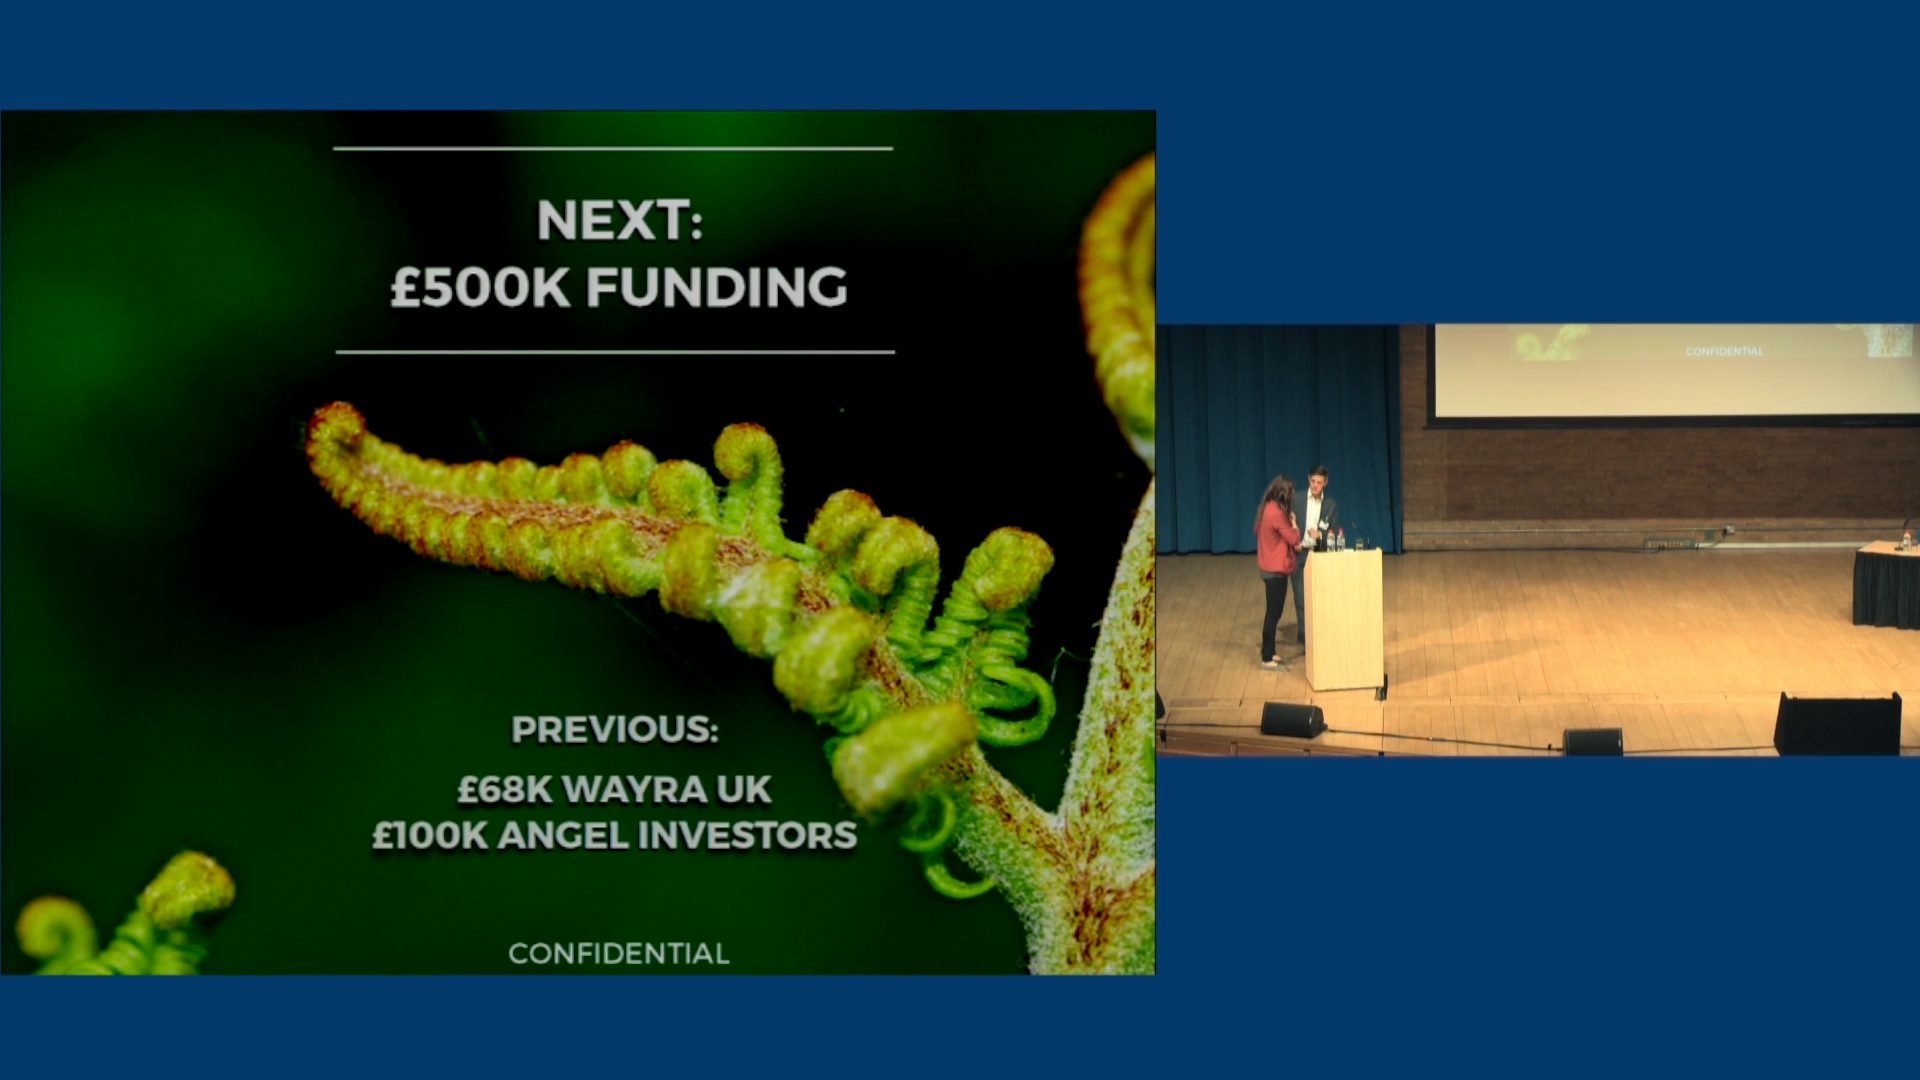 NEXT:
£500K FUNDING
PREVIOUS:
£68K WAYRA UK
£100K ANGEL INVESTORS
CONFIDENTIAL
CONFIDENTIAL